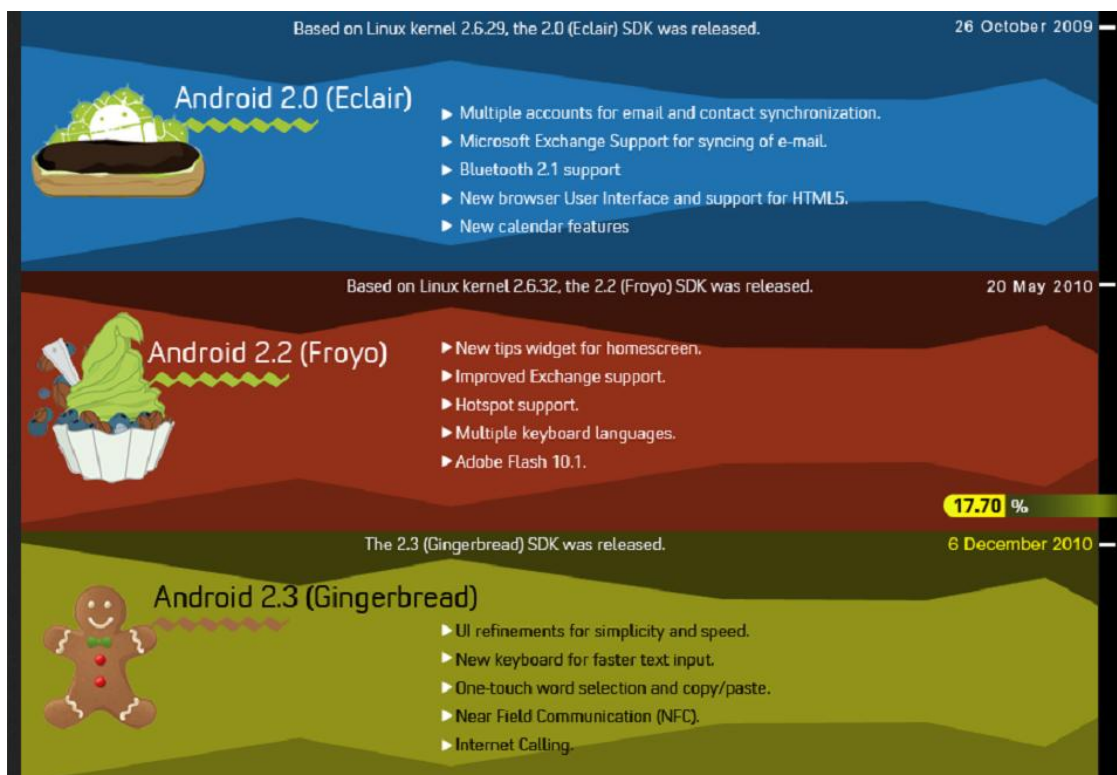 Based on Linux kernel 2.6.29, the 2.0 (Eclair) SDK was released.
26 October 2009
Android 2.0 (Eclair)
Multiple accounts for email and contact synchronization.
Microsoft Exchange Support for syncing of e-mail.
Bluetooth 2.1 support
New browser User Interface and support for HTML5.
New calendar features
Based on Linux kernel 2.6.32, the 2.2 (Froyo) SDK was released.
20 May 2010
Android 2.2 (Froyo)
New tips widget for homescreen.
Improved Exchange support.
Hotspot support.
Multiple keyboard languages.
Adobe Flash 10.1.
17.70 %
The 2.3 (Gingerbread) SDK was released.
6 December 2010
Android 2.3 (Gingerbread)
UI refinements for simplicity and speed.
New keyboard for faster text input.
One-touch word selection and copy/paste.
Near Field Communication (NFC).
Internet Calling.